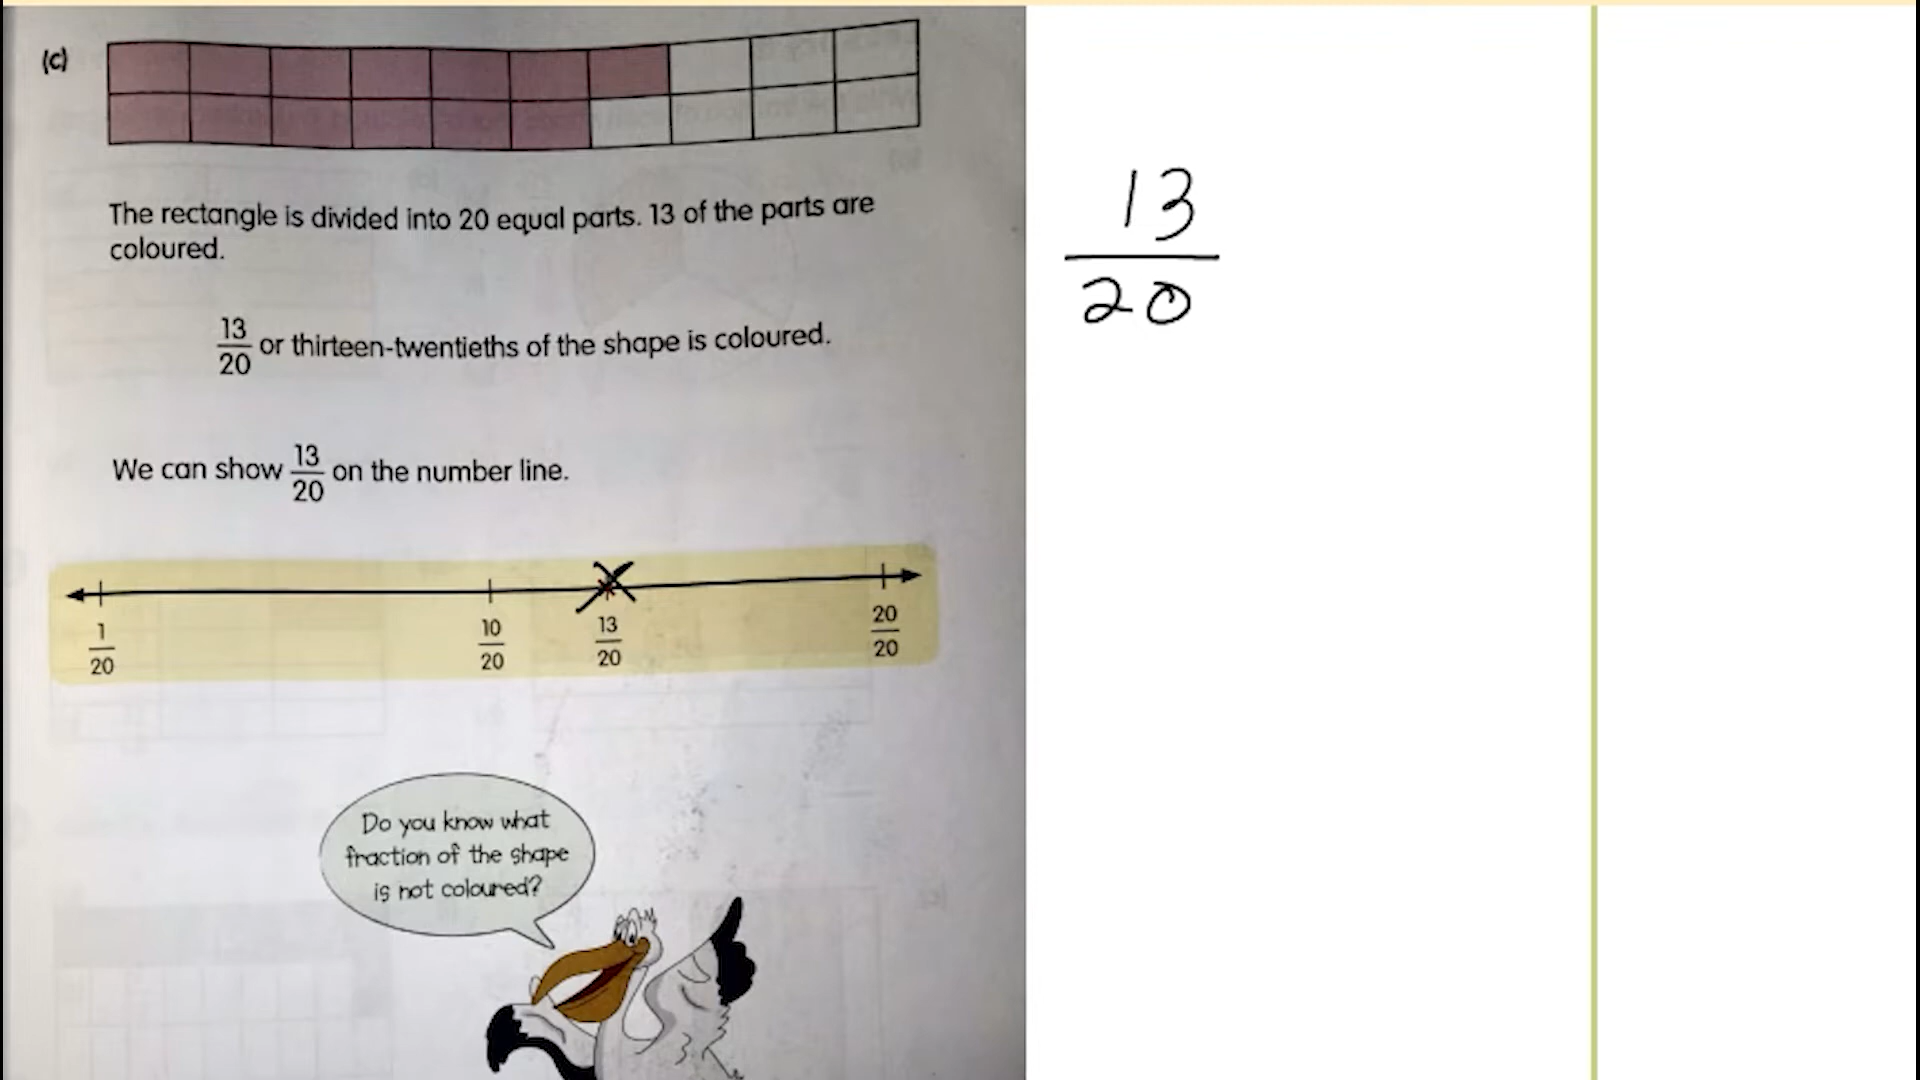 (c)
The rectangle is divided into 20 equal parts. 13 of the parts are
coloured.
13/20 or thirteen-twentieths of the shape is coloured.
We can show 13/20 on the number line.
1/20 10/20 13/20 20/20
Do you know what
fraction of the shape
is not coloured?
13
20